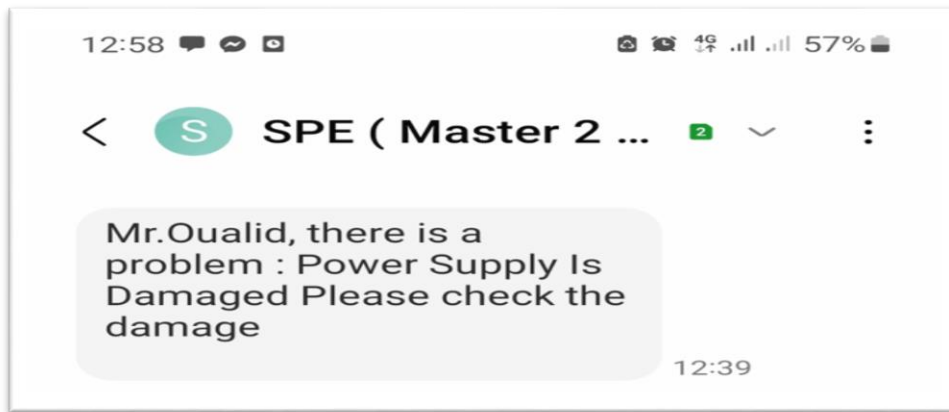 12:58 4G 57%
S SPE ( Master 2 ... 2
Mr.Oualid, there is a
problem : Power Supply Is
Damaged Please check the
damage
12:39